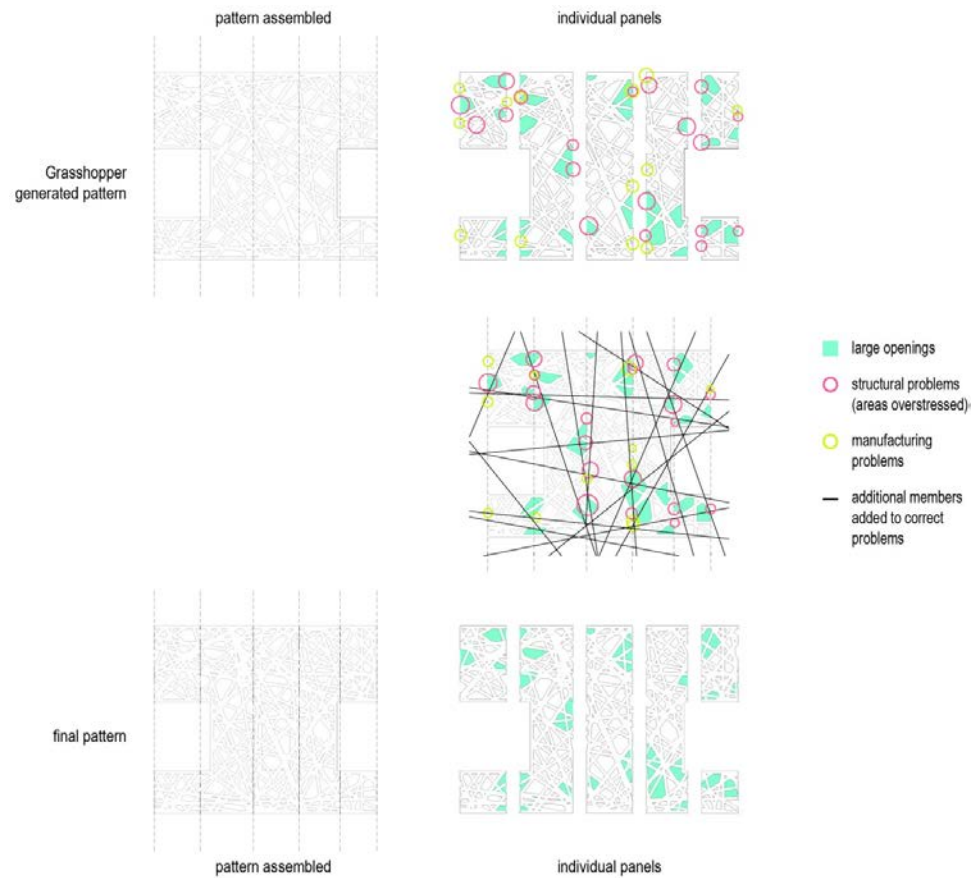 pattern assembled
individual panels
Grasshopper
generated pattern
large openings
structural problems
(areas overstressed)
manufacturing
problems
additional members
added to correct
problems
final pattern
pattern assembled
individual panels